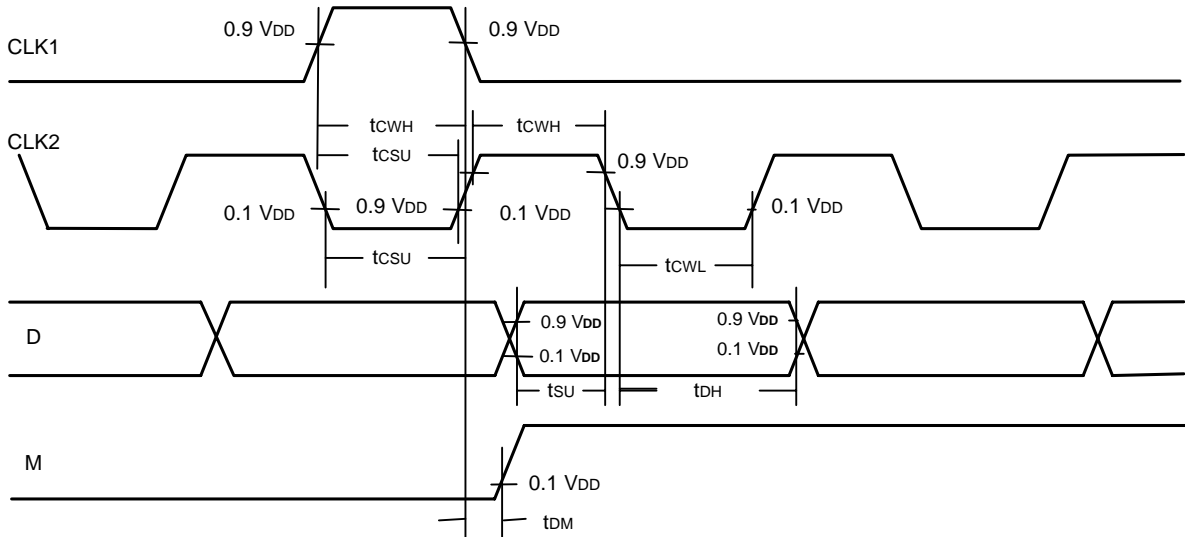 0.9 VDD
0.9 VDD
CLK1
tCWH
tCWH
CLK2
tCSU
0.9 VDD
0.1 VDD
0.9 VDD
0.1 VDD
0.1 VDD
tCSU
tCWL
D
0.9 VDD
0.9 VDD
0.1 VDD
0.1 VDD
tSU
tDH
M
0.1 VDD
tDM